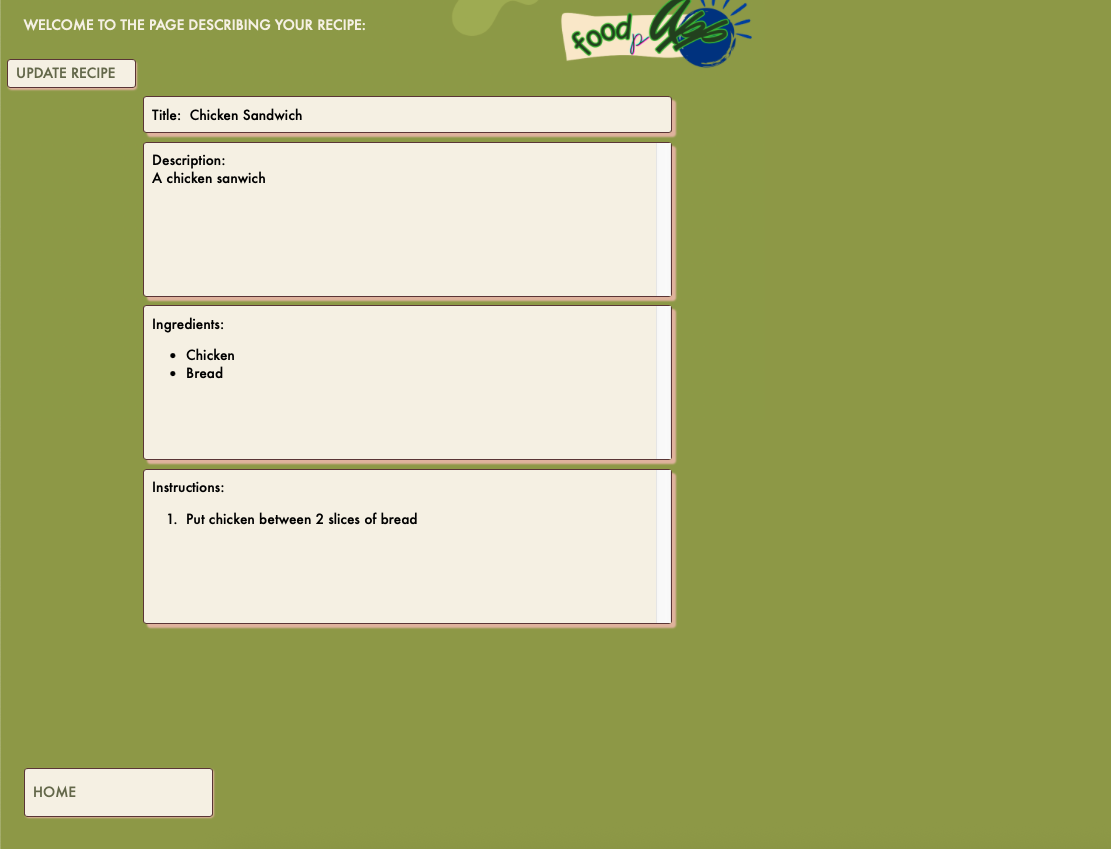 WELCOME TO THE PAGE DESCRIBING YOUR RECIPE:
food
UPDATE RECIPE
Title: Chicken Sandwich
Description:
A chicken sanwich
Ingredients:
• Chicken
• Bread
Instructions:
1. Put chicken between 2 slices of bread
HOME